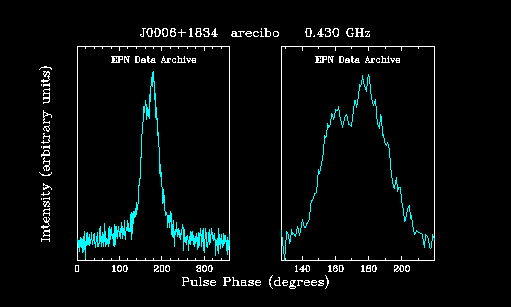 J0006+1834 arecibo 0.430 GHz
EPN Data Archive
EPN Data Archive
Intensity (arbitrary units)
0 100 200 300
140 160 180 200
Pulse Phase (degrees)